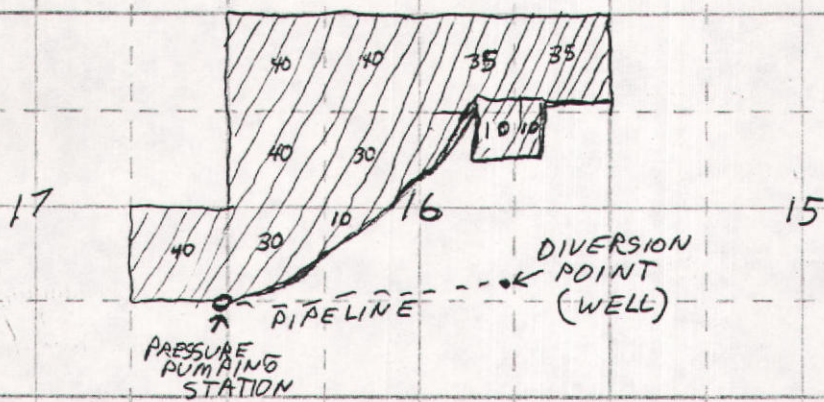 40 40 35 35
40 30 10 10
17 40 30 10 16 15
DIVERSION
POINT
(WELL)
PIPELINE
PRESSURE
PUMPING
STATION